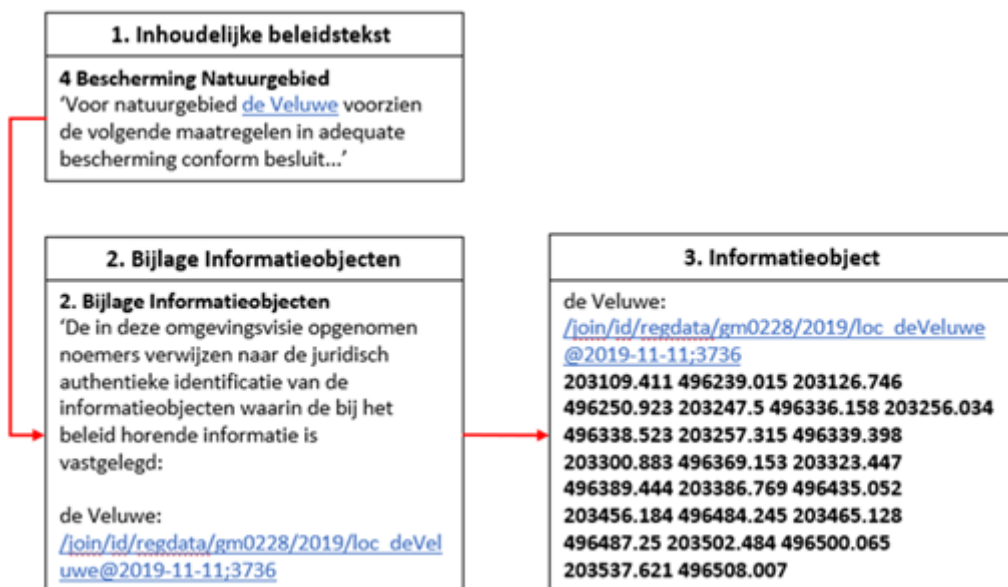 1. Inhoudelijke beleidstekst
4 Bescherming Natuurgebied
‘Voor natuurgebied de Veluwe voorzien
de volgende maatregelen in adequate
bescherming conform besluit...’
2. Bijlage Informatieobjecten
2. Bijlage Informatieobjecten
‘De in deze omgevingsvisie opgenomen
noemers verwijzen naar de juridisch
authentieke identificatie van de
informatieobjecten waarin de bij het
beleid horende informatie is
vastgelegd:
de Veluwe:
/join/id/regdata/gm0228/2019/loc_deVel
uwe@2019-11-11;3736
3. Informatieobject
de Veluwe:
/join/id/regdata/gm0228/2019/loc_deVeluwe
@2019-11-11;3736
203109.411 496239.015 203126.746
496250.923 203247.5 496336.158 203256.034
496338.523 203257.315 496339.398
203300.883 496369.153 203323.447
496389.444 203386.769 496435.052
203456.184 496484.245 203465.128
496487.25 203502.484 496500.065
203537.621 496508.007